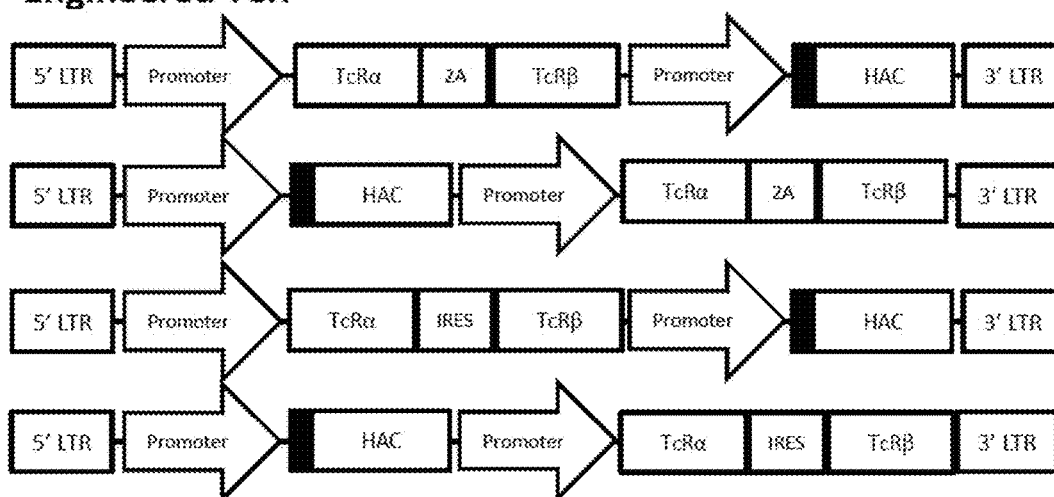 5' LTR Promoter TcRα 2A TcRβ Promoter HAC 3' LTR
5' LTR Promoter HAC Promoter TcRα 2A TcRβ 3' LTR
5' LTR Promoter TcRα IRES TcRβ Promoter HAC 3' LTR
5' LTR Promoter HAC Promoter TcRα IRES TcRβ 3' LTR